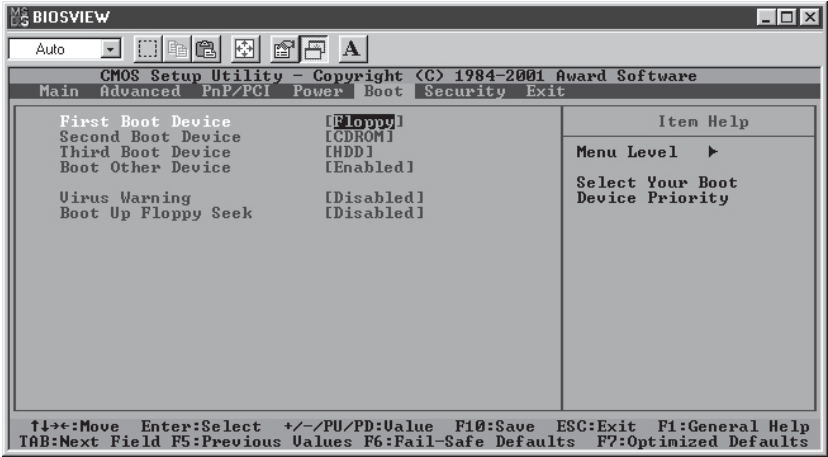 MS DOS BIOSVIEW
Auto A
CMOS Setup Utility - Copyright (C) 1984-2001 Award Software
Main Advanced PnP/PCI Power Boot Security Exit
First Boot Device [Floppy]
Second Boot Device [CDROM]
Third Boot Device [HDD]
Boot Other Device [Enabled]
Virus Warning [Disabled]
Boot Up Floppy Seek [Disabled]
Item Help
Menu Level ►
Select Your Boot
Device Priority
↑↓→←:Move Enter:Select +/-/PU/PD:Value F10:Save ESC:Exit F1:General Help
TAB:Next Field F5:Previous Values F6:Fail-Safe Defaults F7:Optimized Defaults